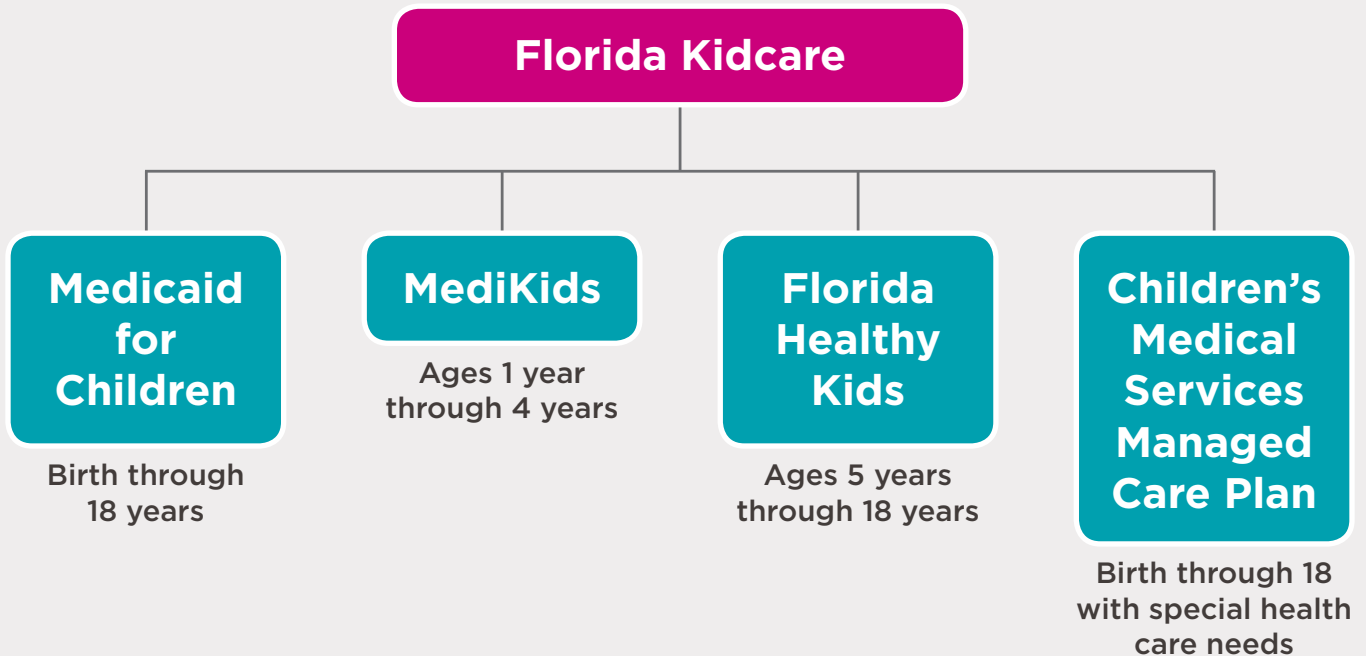 Florida Kidcare
Medicaid
for
Children
Birth through
18 years
MediKids
Ages 1 year
through 4 years
Florida
Healthy
Kids
Ages 5 years
through 18 years
Children’s
Medical
Services
Managed
Care Plan
Birth through 18
with special health
care needs